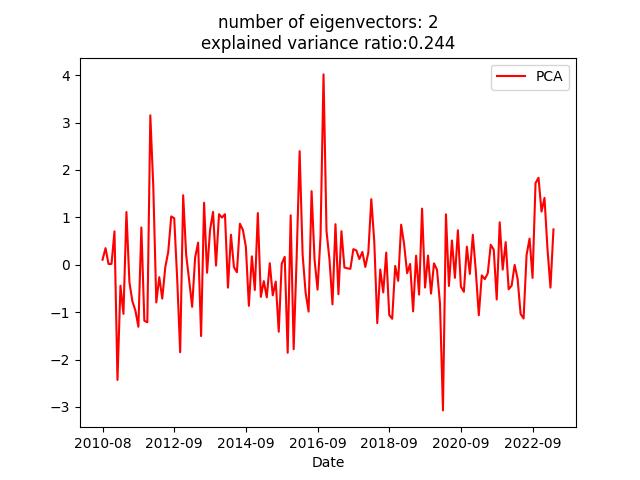 number of eigenvectors: 2
explained variance ratio:0.244
PCA
4
3
2
1
0
−1
−2
−3
2010-08 2012-09 2014-09 2016-09 2018-09 2020-09 2022-09
Date